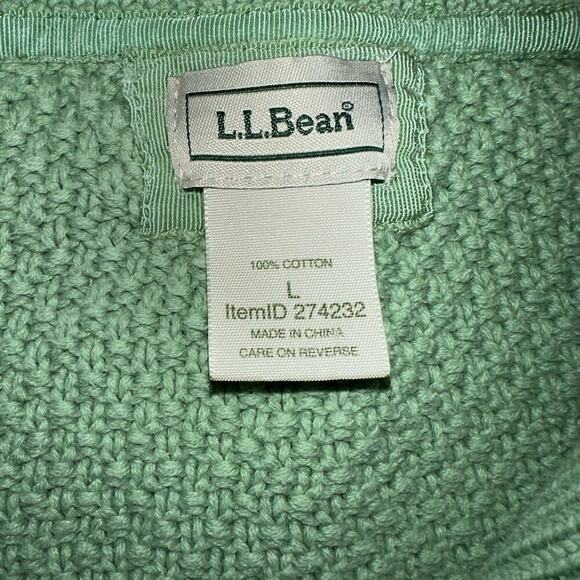 L.L.Bean®
100% COTTON
L
ItemID 274232
MADE IN CHINA
CARE ON REVERSE